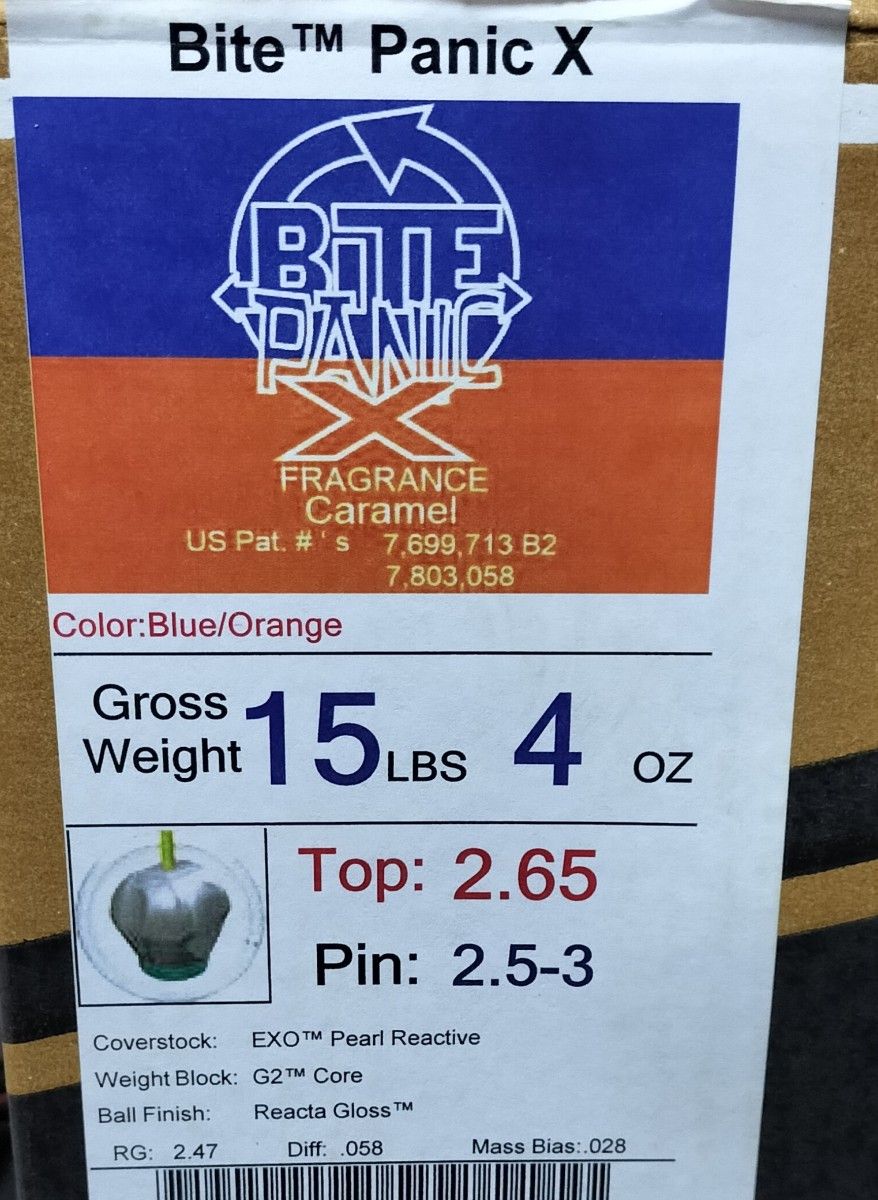 Bite™ Panic X
BiTE
PANIC
X
FRAGRANCE
Caramel
US Pat. # ' s 7,699,713 B2
7,803,058
Color:Blue/Orange
Gross Weight 15 LBS 4 OZ
Top: 2.65
Pin: 2.5-3
Coverstock: EXO™ Pearl Reactive
Weight Block: G2™ Core
Ball Finish: Reacta Gloss™
RG: 2.47 Diff: .058 Mass Bias:.028